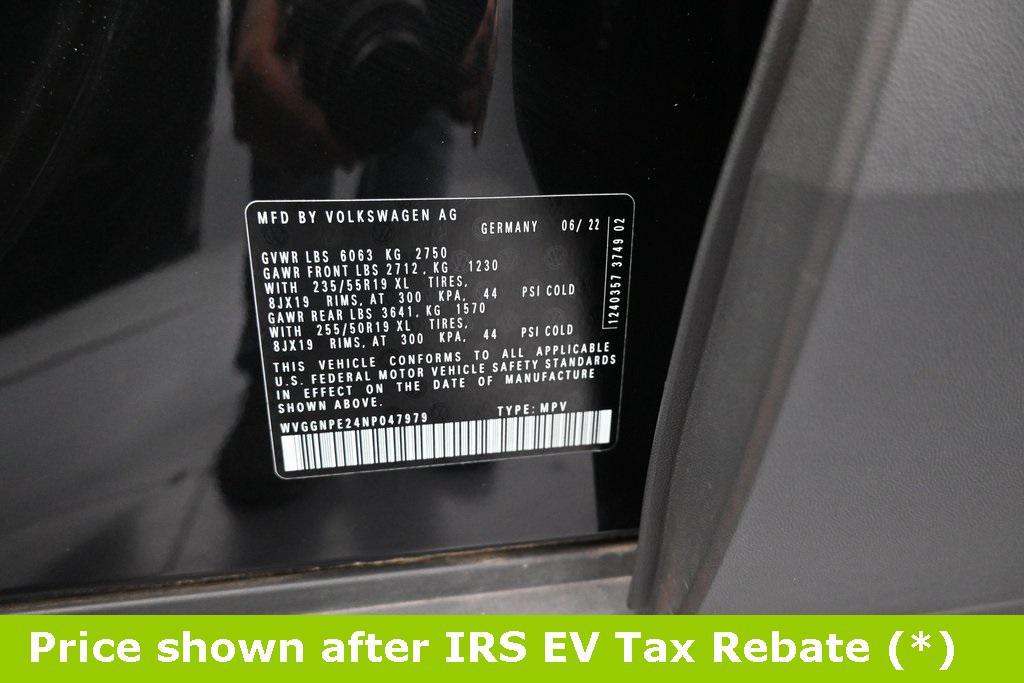 MFD BY VOLKSWAGEN AG
GERMANY 06/ 22
GVWR LBS 6063 KG 2750
GAWR FRONT LBS 2712, KG 1230
WITH 235/55R19 XL TIRES,
8JX19 RIMS, AT 300 KPA, 44 PSI COLD
GAWR REAR LBS 3641, KG 1570
WITH 255/50R19 XL TIRES,
8JX19 RIMS, AT 300 KPA, 44 PSI COLD
THIS VEHICLE CONFORMS TO ALL APPLICABLE
U.S. FEDERAL MOTOR VEHICLE SAFETY STANDARDS
IN EFFECT ON THE DATE OF MANUFACTURE
SHOWN ABOVE.
WVGGNPE24NP047979 TYPE: MPV
1240357 3749 02
Price shown after IRS EV Tax Rebate (*)